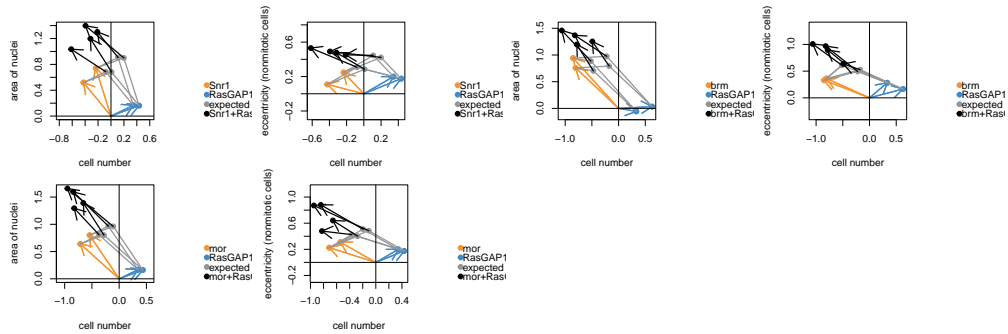 area of nuclei
0.0 0.4 0.8 1.2
−0.8 −0.4 0.0 0.4
cell number
Snr1
RasGAP1
expected
Snr1+Ras
eccentricity (nonmitotic cells)
−0.2 0.2 0.6
−0.6 −0.2 0.2
cell number
Snr1
RasGAP1
expected
Snr1+Ras
area of nuclei
0.0 0.5 1.0 1.5
−1.0 0.0 0.5
cell number
brm
RasGAP1
expected
brm+Ras
eccentricity (nonmitotic cells)
0.0 0.5 1.0
−1.0 0.0 0.5
cell number
brm
RasGAP1
expected
brm+Ras
area of nuclei
0.0 0.5 1.0 1.5
−1.0 0.0 0.5
cell number
mor
RasGAP1
expected
mor+Ras
eccentricity (nonmitotic cells)
−0.2 0.2 0.5 0.8
−1.0 −0.4 0.0 0.4
cell number
mor
RasGAP1
expected
mor+Ras